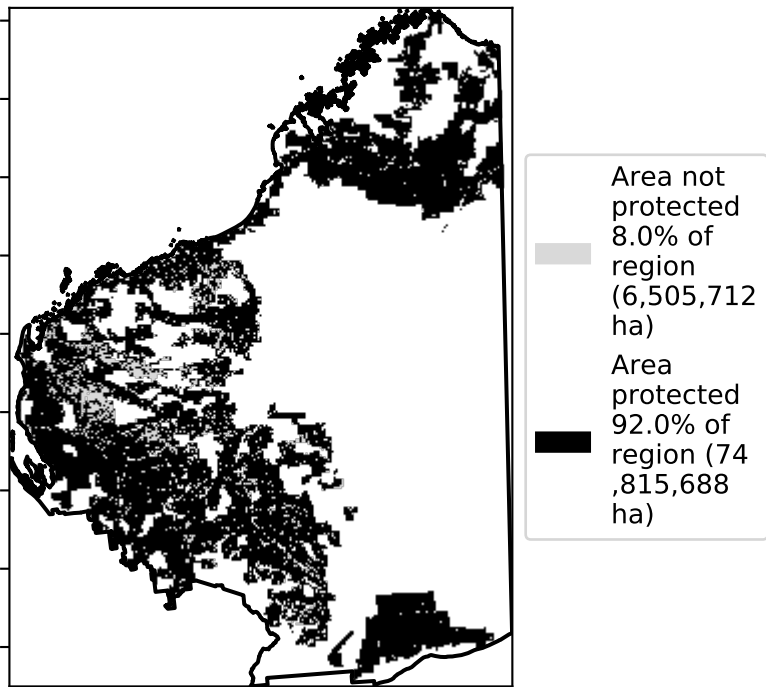 Area not
protected
8.0% of
region
(6,505,712
ha)
Area
protected
92.0% of
region (74
,815,688
ha)